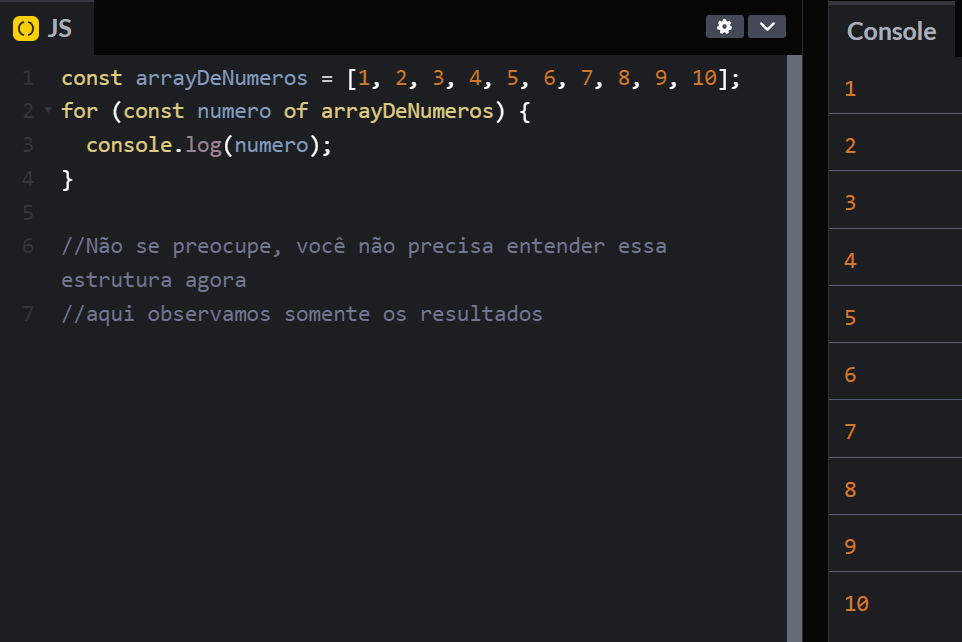 JS
1 const arrayDeNumeros = [1, 2, 3, 4, 5, 6, 7, 8, 9, 10];
2 for (const numero of arrayDeNumeros) {
3   console.log(numero);
4 }
5
6 //Não se preocupe, você não precisa entender essa
estrutura agora
7 //aqui observamos somente os resultados
Console
1
2
3
4
5
6
7
8
9
10